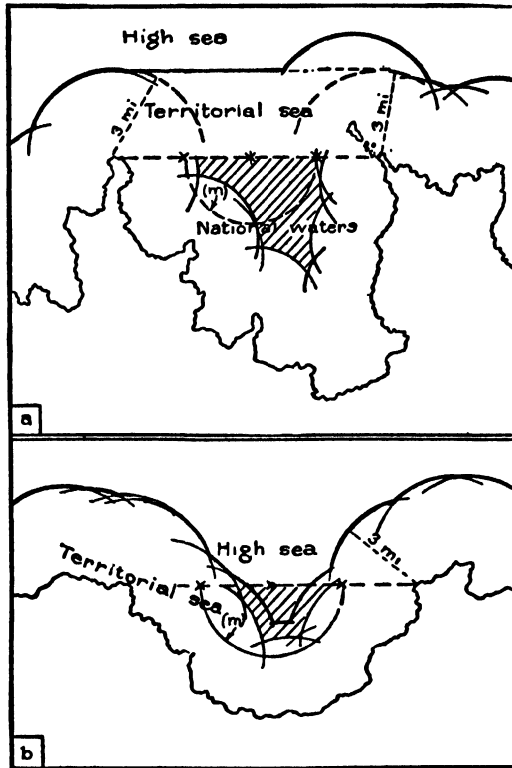 High sea
Territorial sea
3 mi
3 mi
(m)
National waters
a
High sea
3 mi
Territorial sea
(m)
b